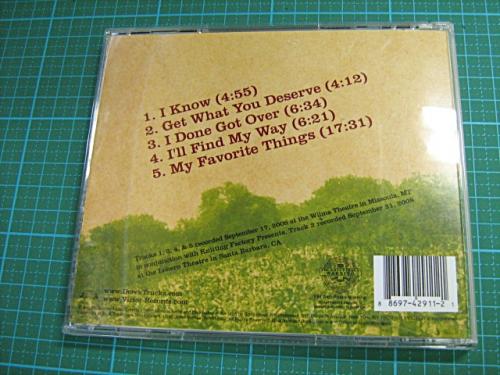 1. I Know (4:55)
2. Get What You Deserve (4:12)
3. I Done Got Over (6:34)
4. I'll Find My Way (6:21)
5. My Favorite Things (17:31)
Tracks 1, 3, 4, & 5 recorded September 17, 2008 at the Wilma Theatre in Missoula, MT
in conjunction with Knitting Factory Presents. Track 2 recorded September 21, 2008
at the Lobero Theatre in Santa Barbara, CA
www.DerekTrucks.com
www.Victor-Records.com
8 8697-42911-2 1